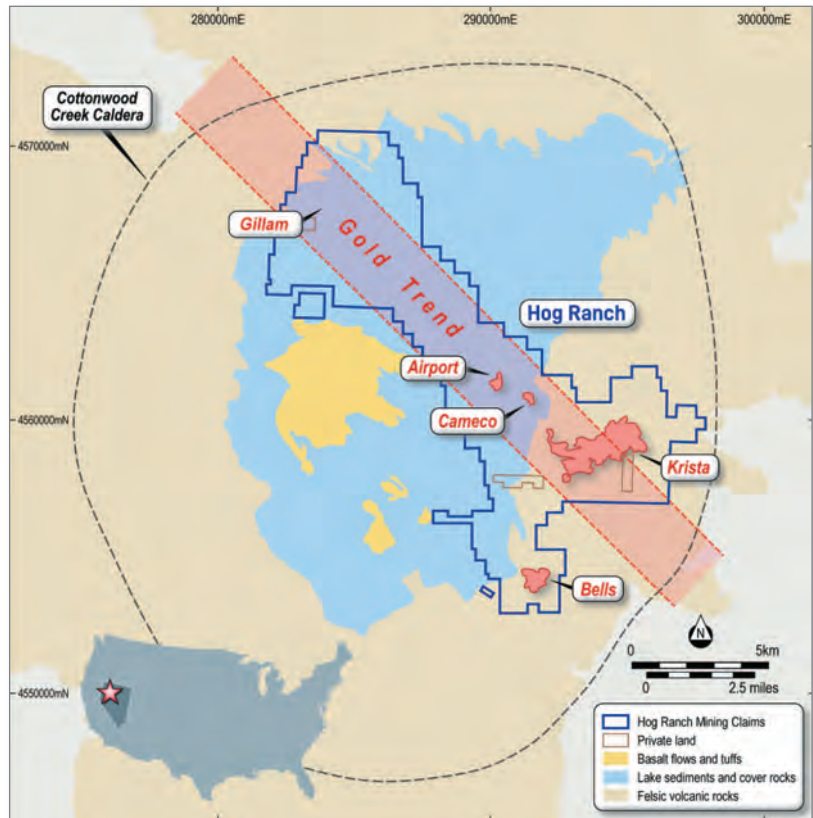 280000mE
290000mE
300000mE
Cottonwood
Creek Caldera
4570000mN
Gillam
Gold Trend
Hog Ranch
Airport
Cameco
4560000mN
Krista
Bells
N
0 5km
0 2.5 miles
4550000mN
Hog Ranch Mining Claims
Private land
Basalt flows and tuffs
Lake sediments and cover rocks
Felsic volcanic rocks